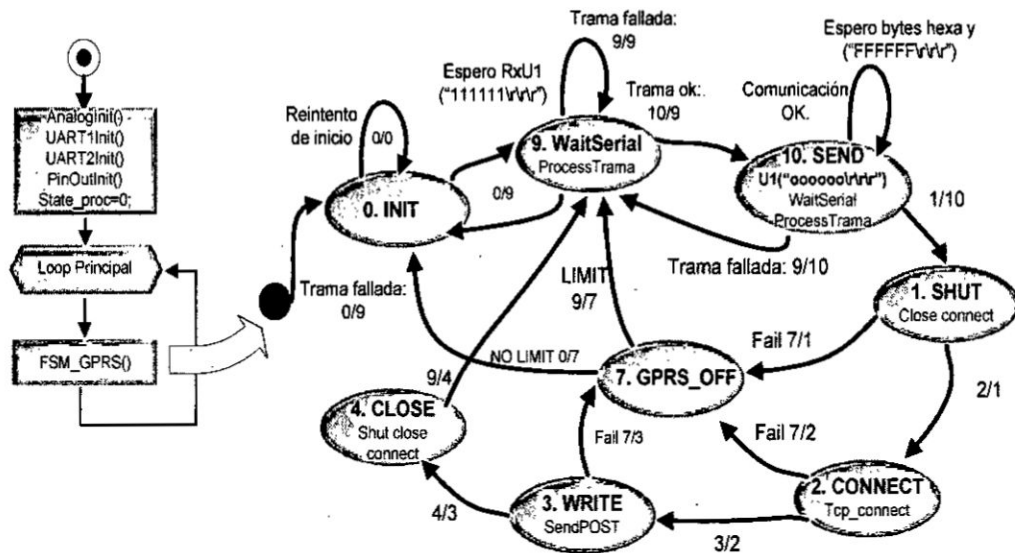 AnalogInit()
UART1Init()
UART2Init()
PinOutInit()
State_proc=0;
Loop Principal
FSM_GPRS()
Reintento
de inicio
0/0
0. INIT
Trama fallada:
0/9
Trama fallada:
9/9
Espero RxU1
("111111\r\r\r")
9. WaitSerial
ProcessTrama
0/9
Trama ok:.
10/9
Espero bytes hexa y
("FFFFFF\r\r\r")
Comunicación
OK.
10. SEND
U1("oooooo\r\r\r")
WaitSerial
ProcessTrama
Trama fallada: 9/10
1/10
1. SHUT
Close connect
Fail 7/1
2/1
LIMIT
9/7
NO LIMIT 0/7
7. GPRS_OFF
9/4
4. CLOSE
Shut close
connect
Fail 7/3
Fail 7/2
2. CONNECT
Tcp_connect
4/3
3. WRITE
SendPOST
3/2